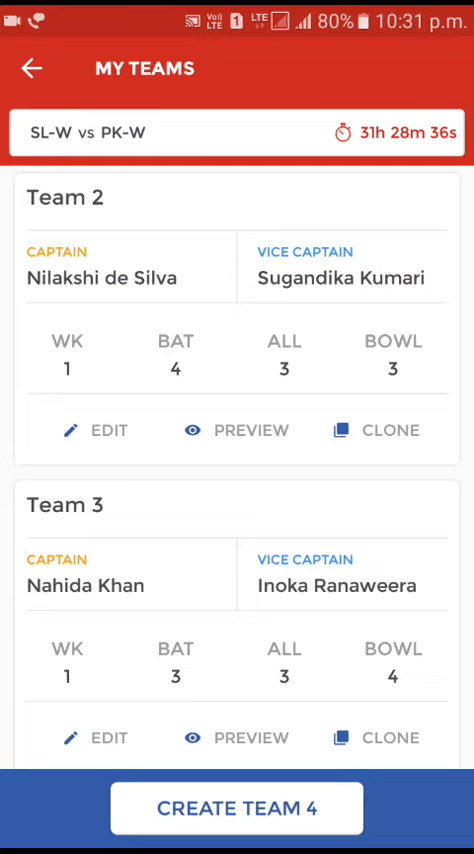 Vo) LTE 1 LTE 80% 10:31 p.m.
MY TEAMS
SL-W vs PK-W 31h 28m 36s
Team 2
CAPTAIN VICE CAPTAIN
Nilakshi de Silva Sugandika Kumari
WK BAT ALL BOWL
1 4 3 3
EDIT PREVIEW CLONE
Team 3
CAPTAIN VICE CAPTAIN
Nahida Khan Inoka Ranaweera
WK BAT ALL BOWL
1 3 3 4
EDIT PREVIEW CLONE
CREATE TEAM 4